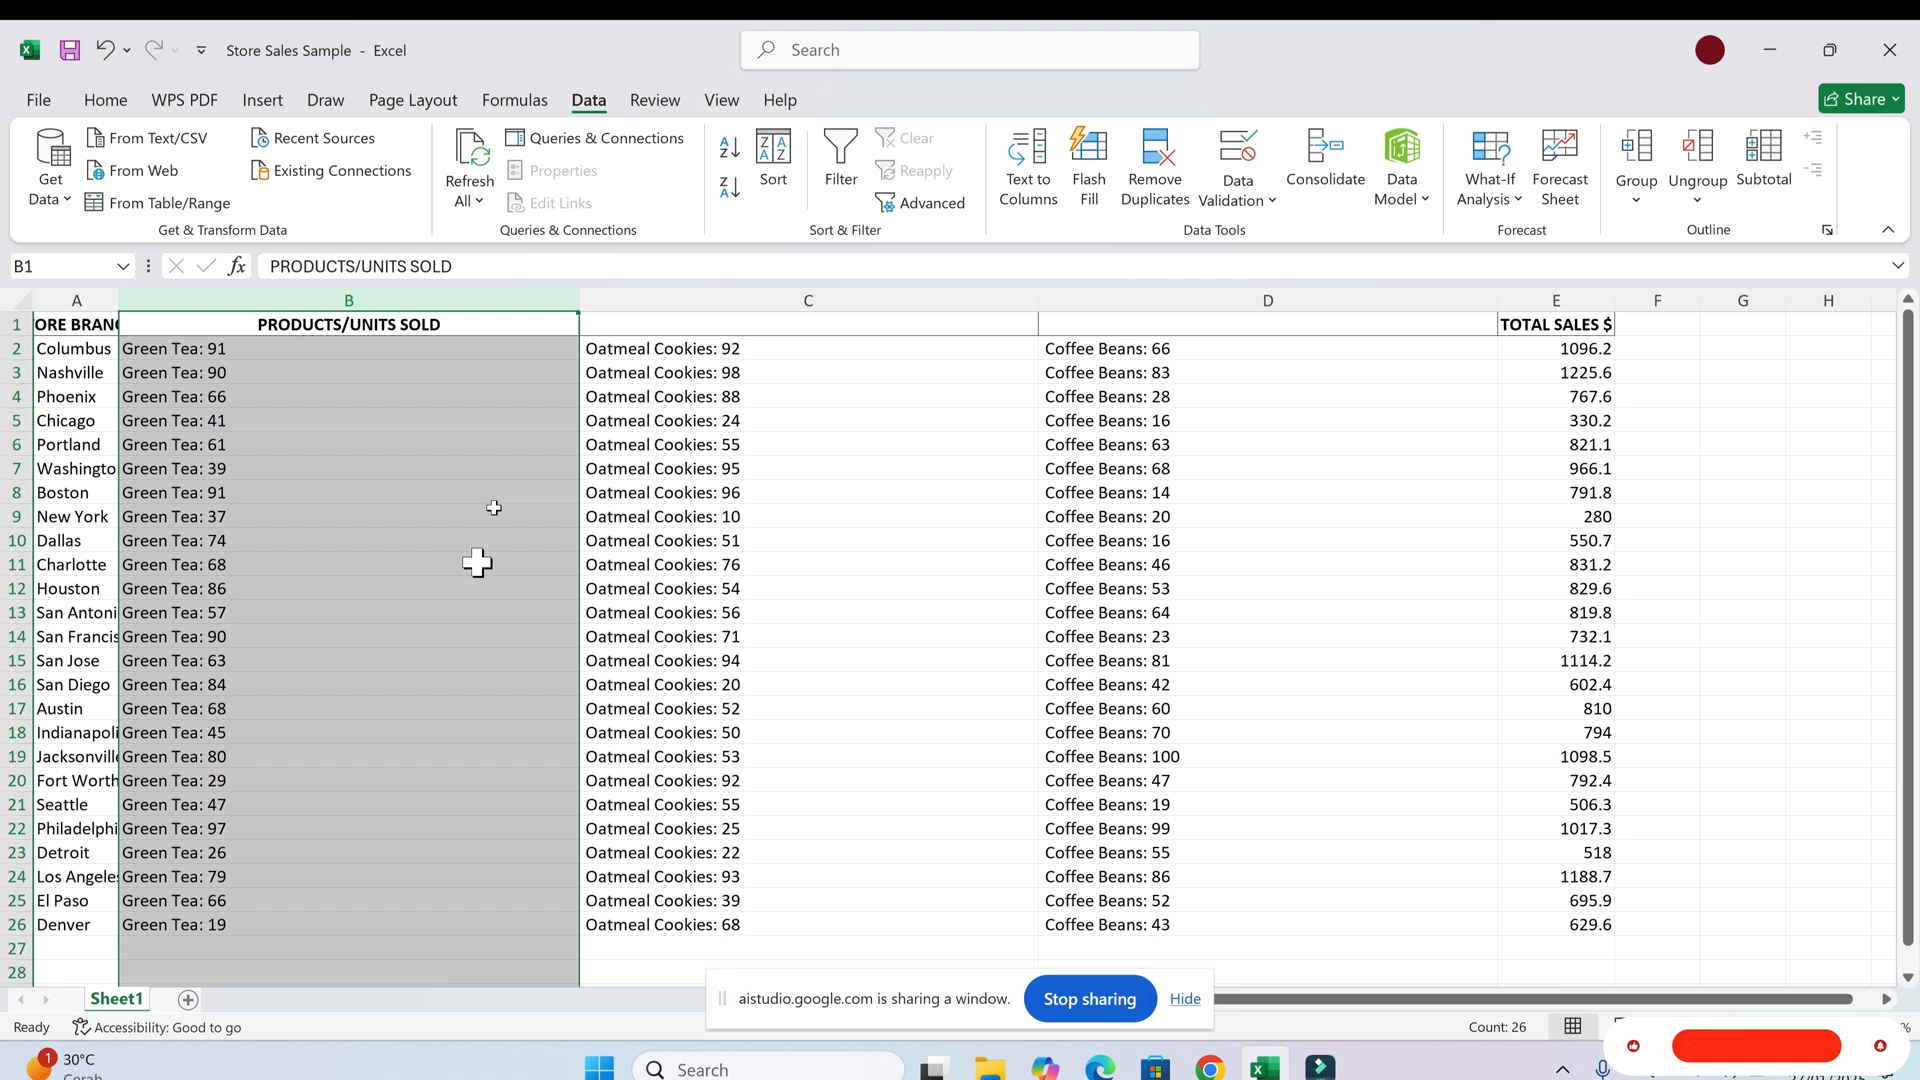 Store Sales Sample - Excel
Search
File Home WPS PDF Insert Draw Page Layout Formulas Data Review View Help
Share
Get Data
From Text/CSV
From Web
From Table/Range
Recent Sources
Existing Connections
Get & Transform Data
Refresh All
Queries & Connections
Properties
Edit Links
Queries & Connections
Sort
Filter
Clear
Reapply
Advanced
Sort & Filter
Text to Columns
Flash Fill
Remove Duplicates
Data Validation
Consolidate
Data Model
Data Tools
What-If Analysis
Forecast Sheet
Forecast
Group
Ungroup
Subtotal
Outline
B1 fx PRODUCTS/UNITS SOLD
A B C D E F G H
1 ORE BRAN PRODUCTS/UNITS SOLD TOTAL SALES $
2 Columbus Green Tea: 91 Oatmeal Cookies: 92 Coffee Beans: 66 1096.2
3 Nashville Green Tea: 90 Oatmeal Cookies: 98 Coffee Beans: 83 1225.6
4 Phoenix Green Tea: 66 Oatmeal Cookies: 88 Coffee Beans: 28 767.6
5 Chicago Green Tea: 41 Oatmeal Cookies: 24 Coffee Beans: 16 330.2
6 Portland Green Tea: 61 Oatmeal Cookies: 55 Coffee Beans: 63 821.1
7 Washingto Green Tea: 39 Oatmeal Cookies: 95 Coffee Beans: 68 966.1
8 Boston Green Tea: 91 Oatmeal Cookies: 96 Coffee Beans: 14 791.8
9 New York Green Tea: 37 Oatmeal Cookies: 10 Coffee Beans: 20 280
10 Dallas Green Tea: 74 Oatmeal Cookies: 51 Coffee Beans: 16 550.7
11 Charlotte Green Tea: 68 Oatmeal Cookies: 76 Coffee Beans: 46 831.2
12 Houston Green Tea: 86 Oatmeal Cookies: 54 Coffee Beans: 53 829.6
13 San Antoni Green Tea: 57 Oatmeal Cookies: 56 Coffee Beans: 64 819.8
14 San Francis Green Tea: 90 Oatmeal Cookies: 71 Coffee Beans: 23 732.1
15 San Jose Green Tea: 63 Oatmeal Cookies: 94 Coffee Beans: 81 1114.2
16 San Diego Green Tea: 84 Oatmeal Cookies: 20 Coffee Beans: 42 602.4
17 Austin Green Tea: 68 Oatmeal Cookies: 52 Coffee Beans: 60 810
18 Indianapoli Green Tea: 45 Oatmeal Cookies: 50 Coffee Beans: 70 794
19 Jacksonvill Green Tea: 80 Oatmeal Cookies: 53 Coffee Beans: 100 1098.5
20 Fort Worth Green Tea: 29 Oatmeal Cookies: 92 Coffee Beans: 47 792.4
21 Seattle Green Tea: 47 Oatmeal Cookies: 55 Coffee Beans: 19 506.3
22 Philadelphi Green Tea: 97 Oatmeal Cookies: 25 Coffee Beans: 99 1017.3
23 Detroit Green Tea: 26 Oatmeal Cookies: 22 Coffee Beans: 55 518
24 Los Angele Green Tea: 79 Oatmeal Cookies: 93 Coffee Beans: 86 1188.7
25 El Paso Green Tea: 66 Oatmeal Cookies: 39 Coffee Beans: 52 695.9
26 Denver Green Tea: 19 Oatmeal Cookies: 68 Coffee Beans: 43 629.6
27
28
Sheet1
aistudio.google.com is sharing a window. Stop sharing Hide
Ready Accessibility: Good to go Count: 26 %
1 30°C
Search